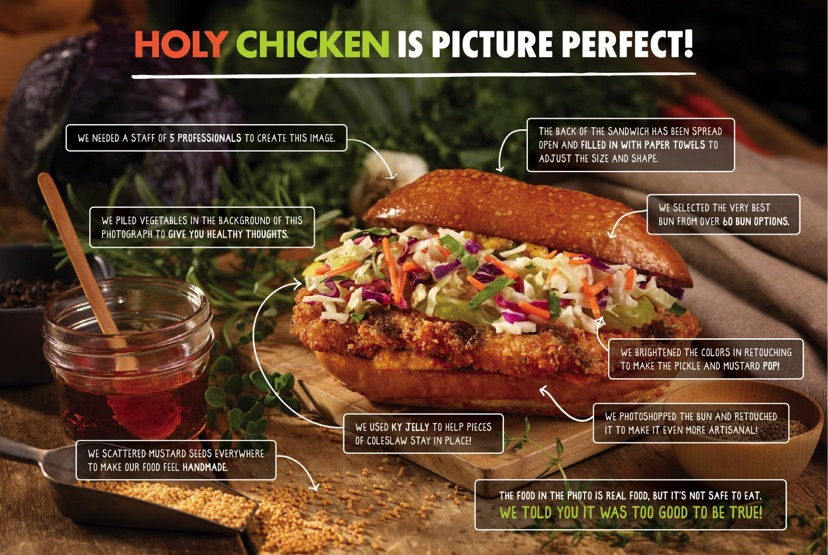 HOLY CHICKEN IS PICTURE PERFECT!
WE NEEDED A STAFF OF 5 PROFESSIONALS TO CREATE THIS IMAGE.
THE BACK OF THE SANDWICH HAS BEEN SPREAD
OPEN AND FILLED IN WITH PAPER TOWELS TO
ADJUST THE SIZE AND SHAPE.
WE PILED VEGETABLES IN THE BACKGROUND OF THIS
PHOTOGRAPH TO GIVE YOU HEALTHY THOUGHTS.
WE SELECTED THE VERY BEST
BUN FROM OVER 60 BUN OPTIONS.
WE BRIGHTENED THE COLORS IN RETOUCHING
TO MAKE THE PICKLE AND MUSTARD POP!
WE USED KY JELLY TO HELP PIECES
OF COLESLAW STAY IN PLACE!
WE PHOTOSHOPPED THE BUN AND RETOUCHED
IT TO MAKE IT EVEN MORE ARTISANAL!
WE SCATTERED MUSTARD SEEDS EVERYWHERE
TO MAKE OUR FOOD FEEL HANDMADE.
THE FOOD IN THE PHOTO IS REAL FOOD, BUT IT'S NOT SAFE TO EAT.
WE TOLD YOU IT WAS TOO GOOD TO BE TRUE!